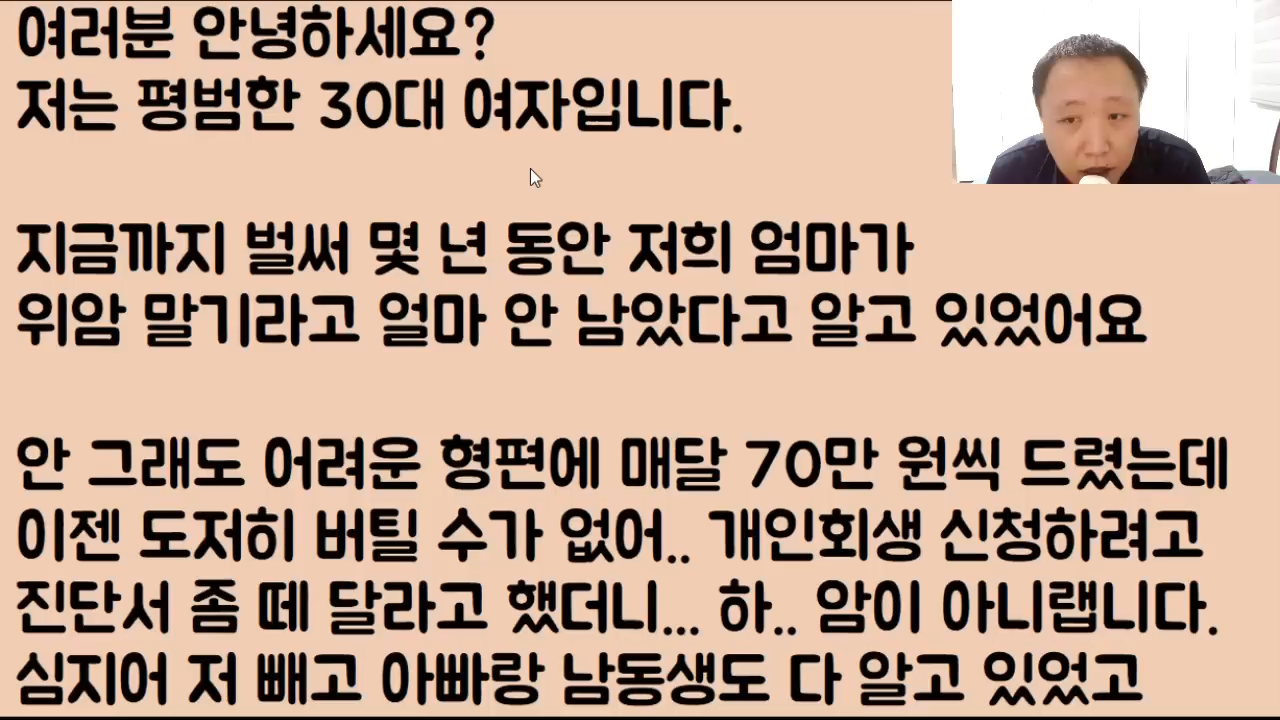 여러분 안녕하세요?
저는 평범한 30대 여자입니다.
지금까지 벌써 몇 년 동안 저희 엄마가
위암 말기라고 얼마 안 남았다고 알고 있었어요
안 그래도 어려운 형편에 매달 70만 원씩 드렸는데
이젠 도저히 버틸 수가 없어.. 개인회생 신청하려고
진단서 좀 떼 달라고 했더니... 하.. 암이 아니랩니다.
심지어 저 빼고 아빠랑 남동생도 다 알고 있었고